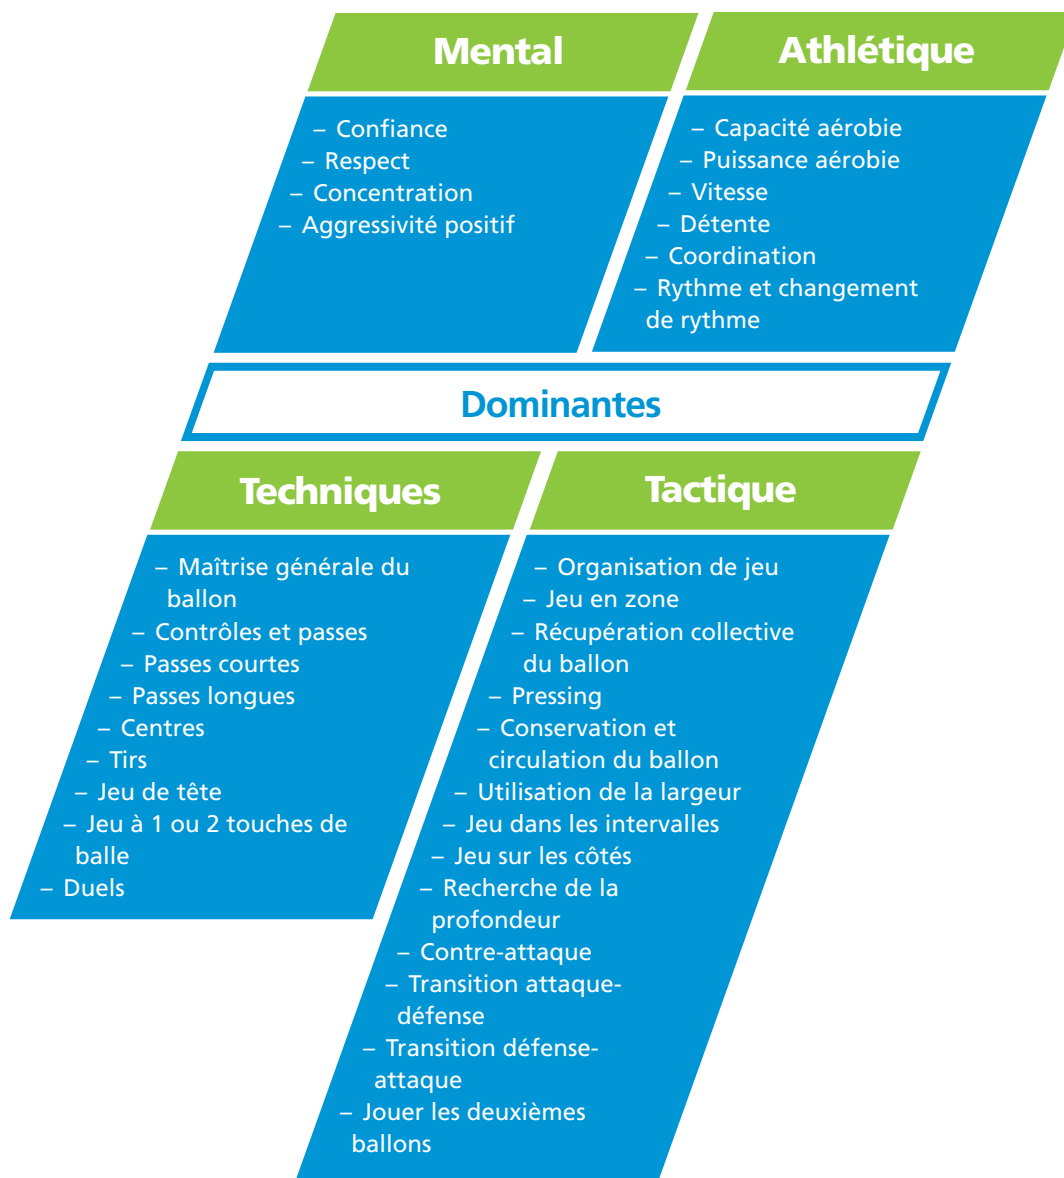 Mental
– Confiance
– Respect
– Concentration
– Aggressivité positif
Athlétique
– Capacité aérobie
– Puissance aérobie
– Vitesse
– Détente
– Coordination
– Rythme et changement
de rythme
Dominantes
Techniques
– Maîtrise générale du
ballon
– Contrôles et passes
– Passes courtes
– Passes longues
– Centres
– Tirs
– Jeu de tête
– Jeu à 1 ou 2 touches de
balle
– Duels
Tactique
– Organisation de jeu
– Jeu en zone
– Récupération collective
du ballon
– Pressing
– Conservation et
circulation du ballon
– Utilisation de la largeur
– Jeu dans les intervalles
– Jeu sur les côtés
– Recherche de la
profondeur
– Contre-attaque
– Transition attaque-
défense
– Transition défense-
attaque
– Jouer les deuxièmes
ballons